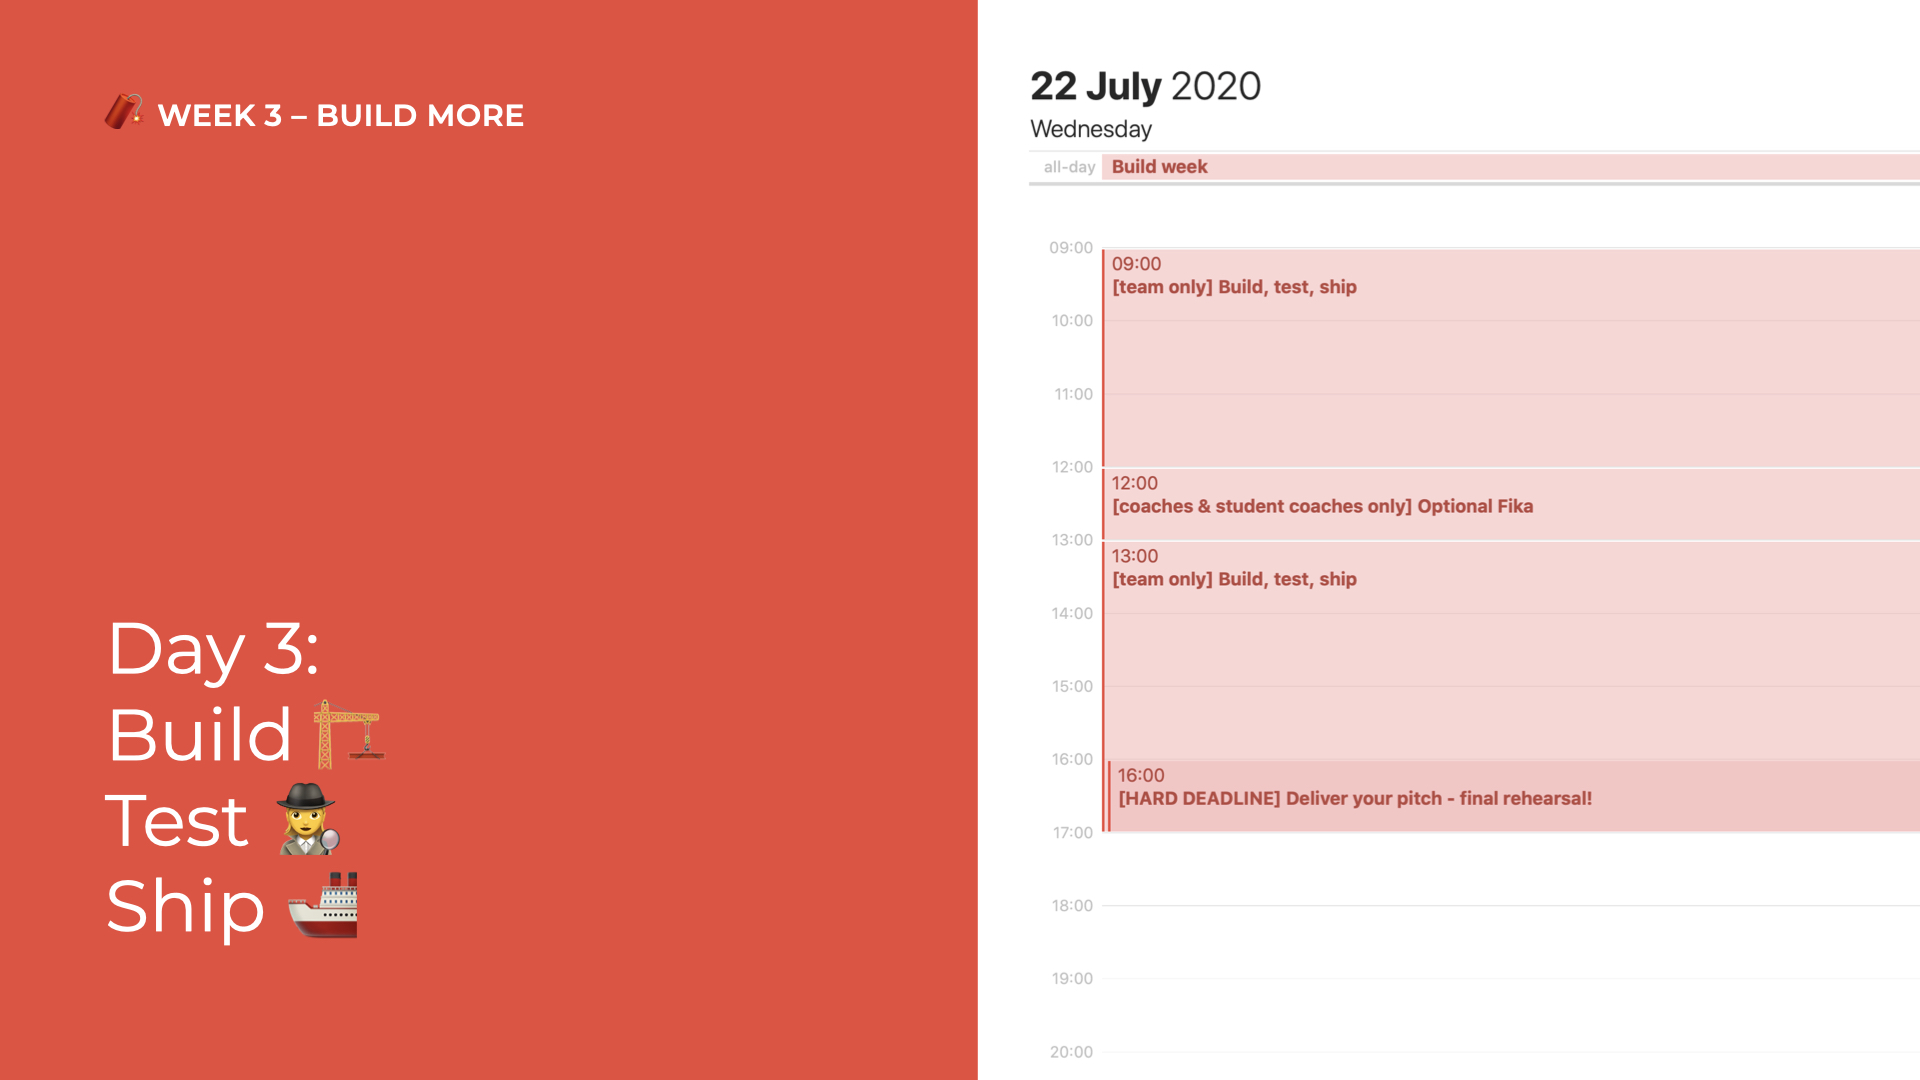 🧨 WEEK 3 – BUILD MORE
Day 3:
Build 🏗
Test 🕵️‍♀️
Ship 🚢
22 July 2020
Wednesday
all-day Build week
09:00
09:00
[team only] Build, test, ship
10:00
11:00
12:00
12:00
[coaches & student coaches only] Optional Fika
13:00
13:00
[team only] Build, test, ship
14:00
15:00
16:00
16:00
[HARD DEADLINE] Deliver your pitch - final rehearsal!
17:00
18:00
19:00
20:00